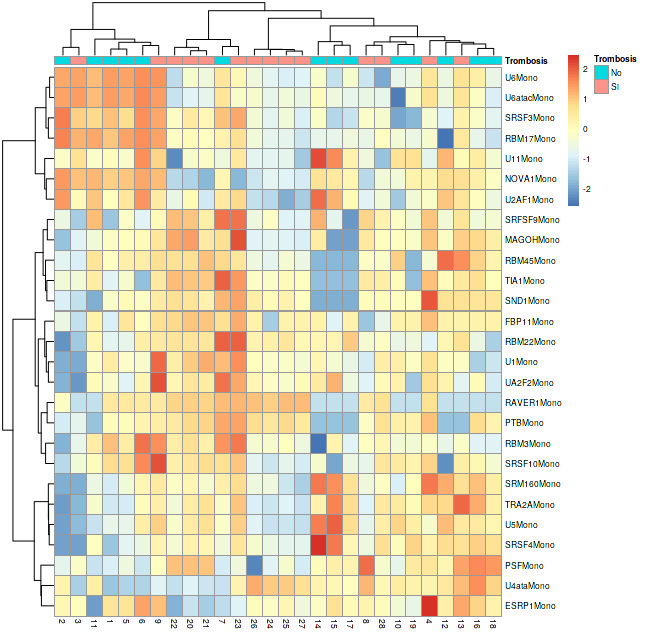 Trombosis
U6Mono
U6atacMono
SRSF3Mono
RBM17Mono
U11Mono
NOVA1Mono
U2AF1Mono
SRFSF9Mono
MAGOHMono
RBM45Mono
TIA1Mono
SND1Mono
FBP11Mono
RBM22Mono
U1Mono
UA2F2Mono
RAVER1Mono
PTBMono
RBM3Mono
SRSF10Mono
SRM160Mono
TRA2AMono
U5Mono
SRSF4Mono
PSFMono
U4ataMono
ESRP1Mono
2 3 11 1 5 6 9 22 20 21 7 23 26 24 25 27 14 15 17 8 28 10 19 4 12 13 16 18
2
1
0
-1
-2
Trombosis
No
SI